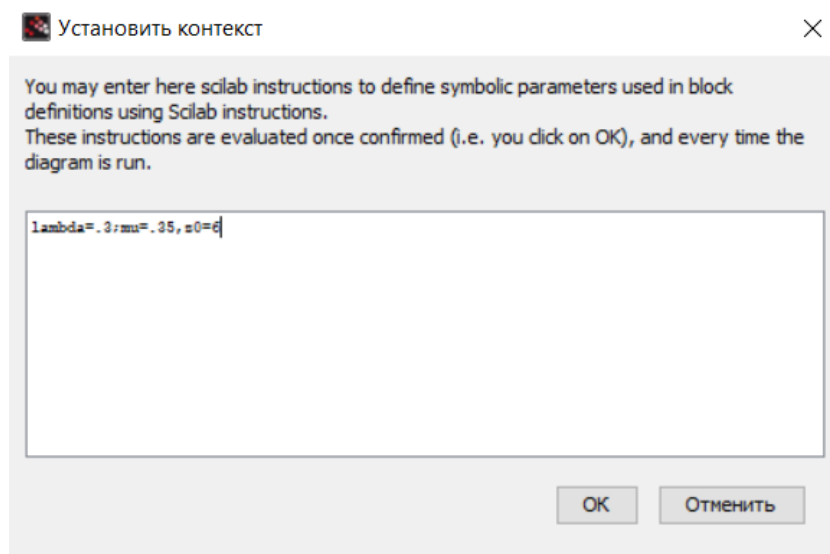 Установить контекст
You may enter here scilab instructions to define symbolic parameters used in block
definitions using Scilab instructions.
These instructions are evaluated once confirmed (i.e. you click on OK), and every time the
diagram is run.
lambda=.3;mu=.35,z0=6
OK
Отменить